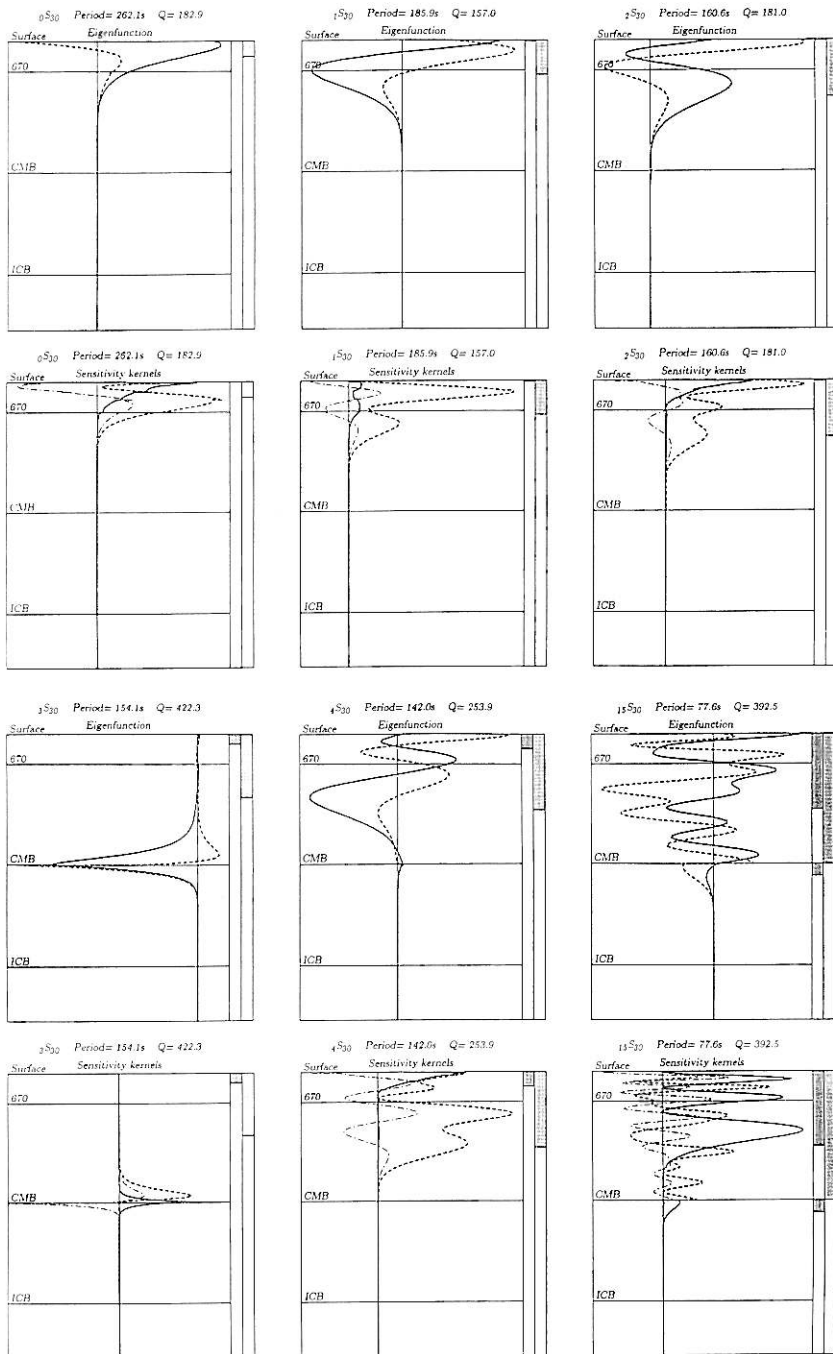 0S30 Period= 262.1s Q= 182.9
Surface Eigenfunction
670
CMB
ICB
1S30 Period= 185.9s Q= 157.0
Surface Eigenfunction
670
CMB
ICB
2S30 Period= 160.6s Q= 181.0
Surface Eigenfunction
670
CMB
ICB
0S30 Period= 262.1s Q= 182.9
Surface Sensitivity kernels
670
CMB
ICB
1S30 Period= 185.9s Q= 157.0
Surface Sensitivity kernels
670
CMB
ICB
2S30 Period= 160.6s Q= 181.0
Surface Sensitivity kernels
670
CMB
ICB
3S30 Period= 154.1s Q= 422.3
Surface Eigenfunction
670
CMB
ICB
4S30 Period= 142.0s Q= 253.9
Surface Eigenfunction
670
CMB
ICB
15S30 Period= 77.6s Q= 392.5
Surface Eigenfunction
670
CMB
ICB
3S30 Period= 154.1s Q= 422.3
Surface Sensitivity kernels
670
CMB
ICB
4S30 Period= 142.0s Q= 253.9
Surface Sensitivity kernels
670
CMB
ICB
15S30 Period= 77.6s Q= 392.5
Surface Sensitivity kernels
670
CMB
ICB